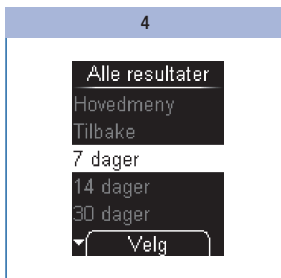 4
Alle resultater
Hovedmeny
Tilbake
7 dager
14 dager
30 dager
Velg